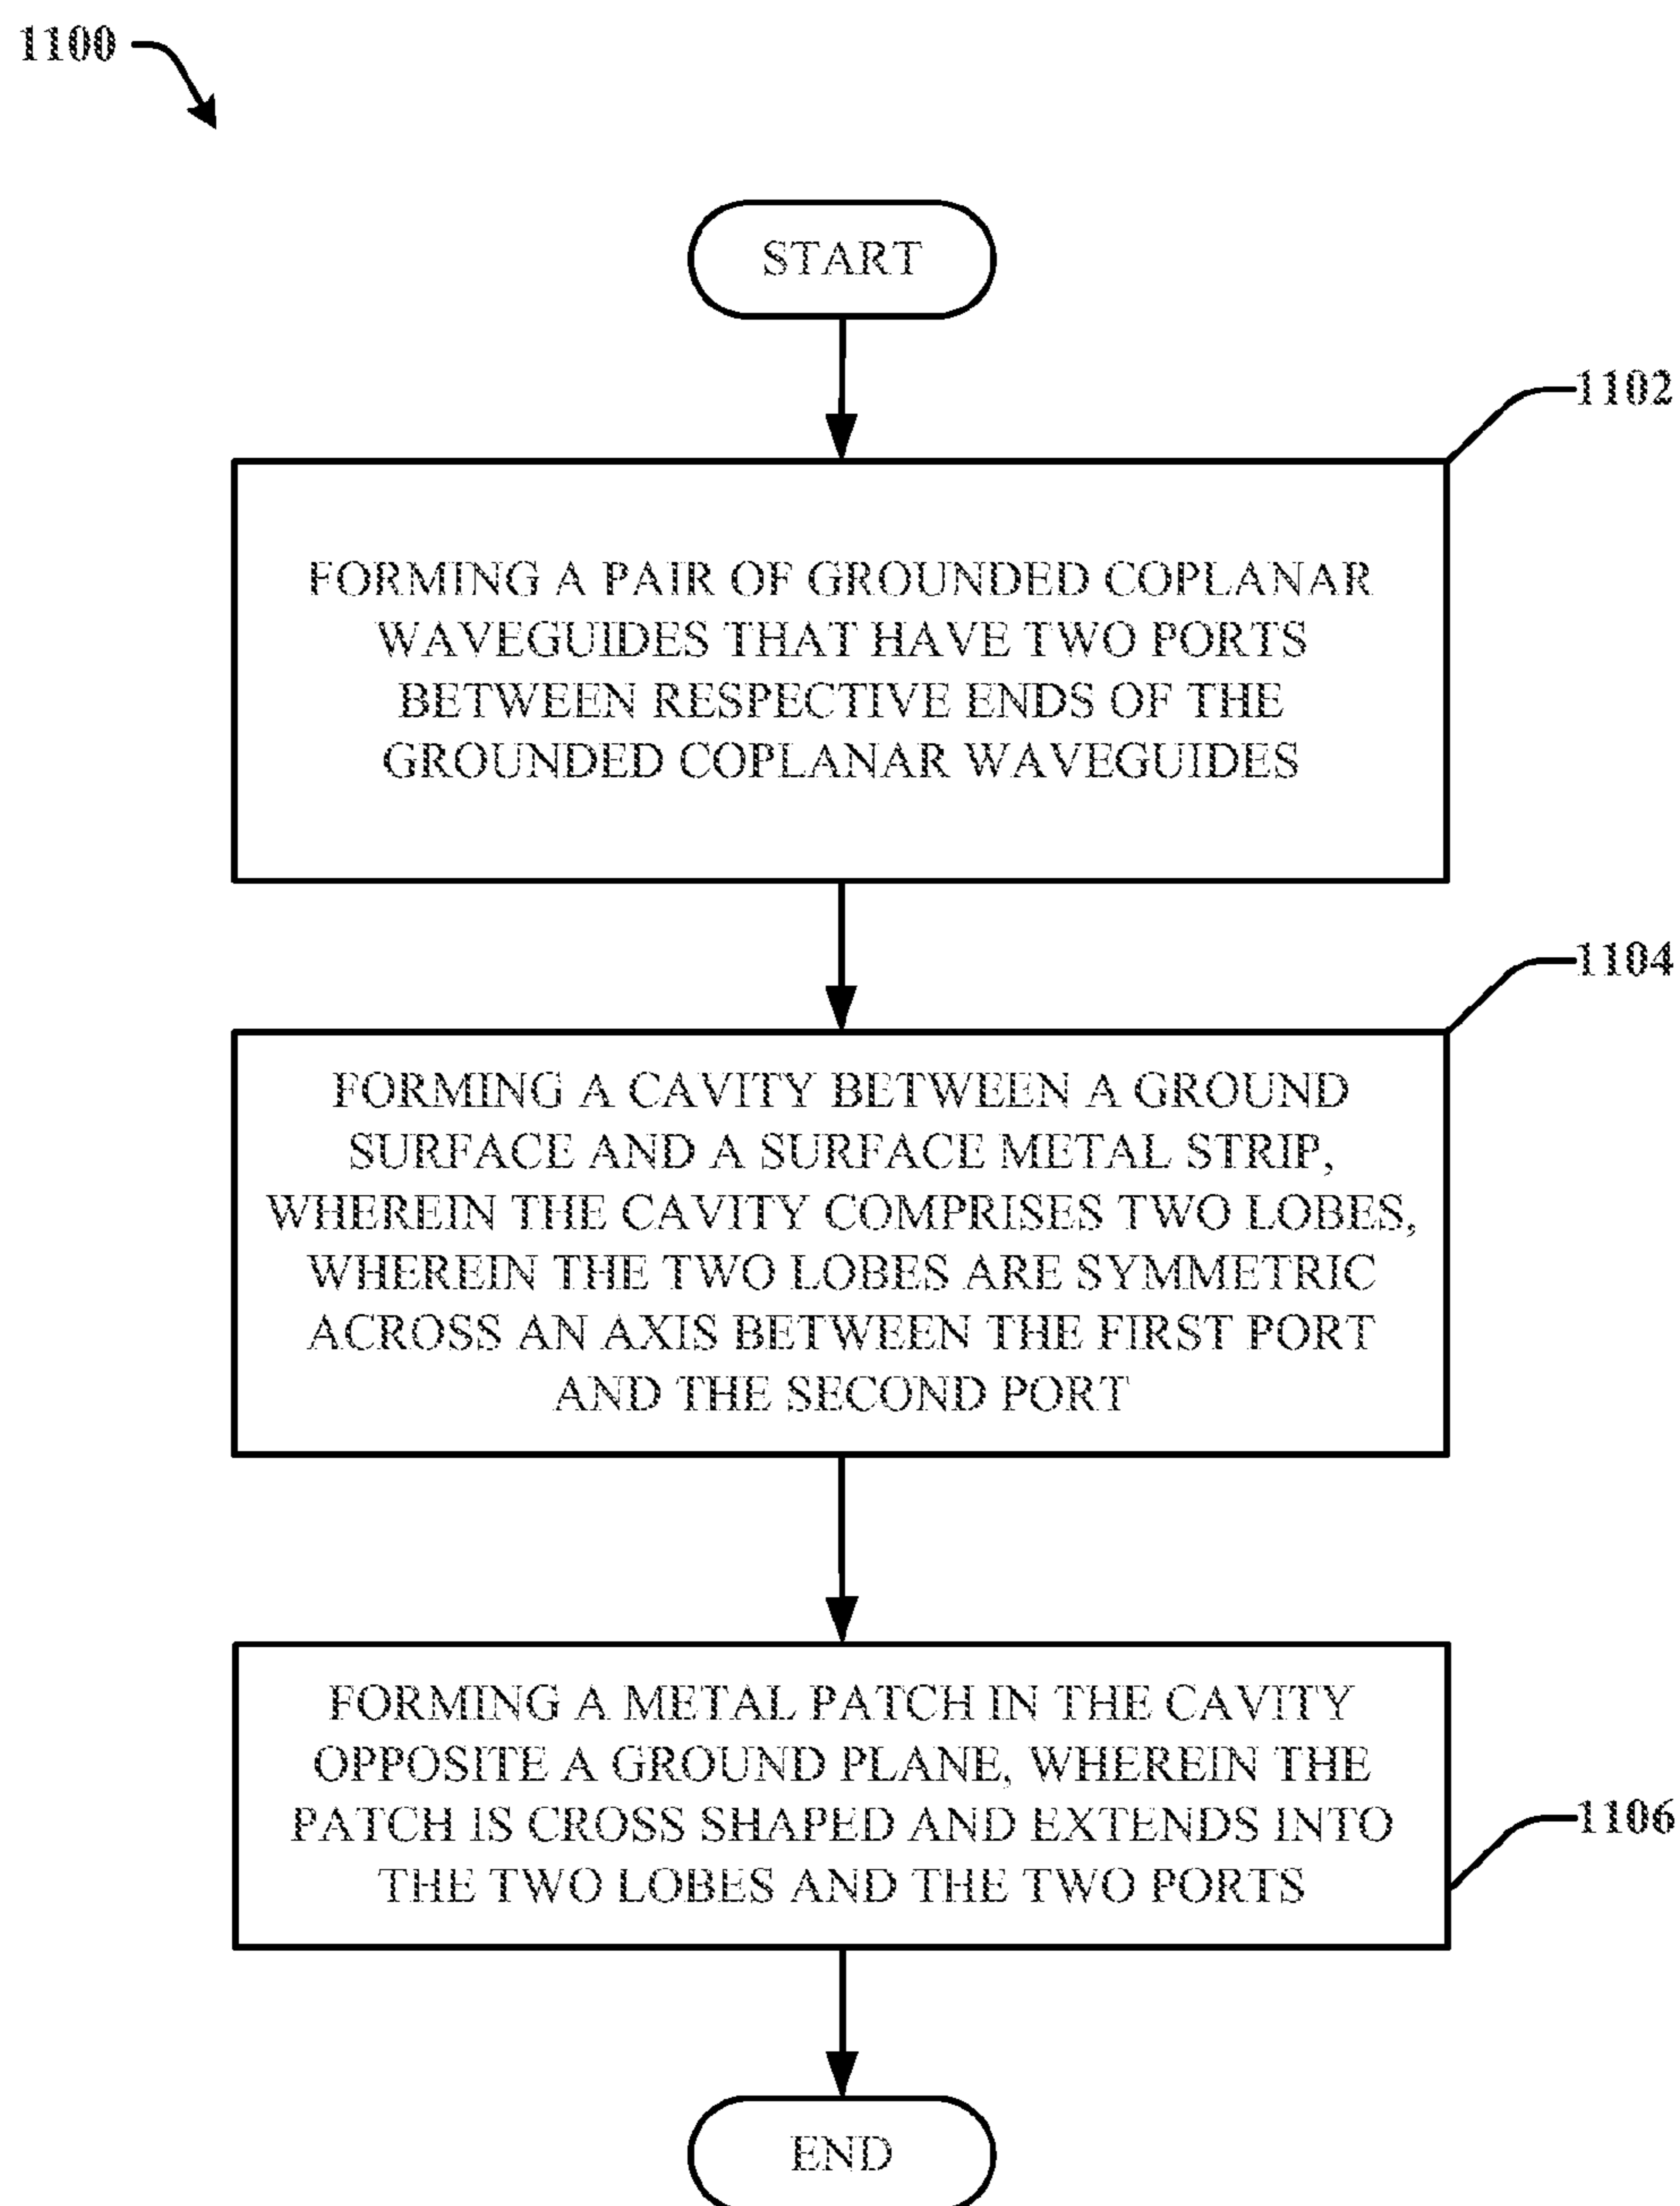 1100
START
1102
FORMING A PAIR OF GROUNDED COPLANAR
WAVEGUIDES THAT HAVE TWO PORTS
BETWEEN RESPECTIVE ENDS OF THE
GROUNDED COPLANAR WAVEGUIDES
1104
FORMING A CAVITY BETWEEN A GROUND
SURFACE AND A SURFACE METAL STRIP,
WHEREIN THE CAVITY COMPRISES TWO LOBES,
WHEREIN THE TWO LOBES ARE SYMMETRIC
ACROSS AN AXIS BETWEEN THE FIRST PORT
AND THE SECOND PORT
FORMING A METAL PATCH IN THE CAVITY
OPPOSITE A GROUND PLANE, WHEREIN THE
PATCH IS CROSS SHAPED AND EXTENDS INTO
THE TWO LOBES AND THE TWO PORTS
1106
END